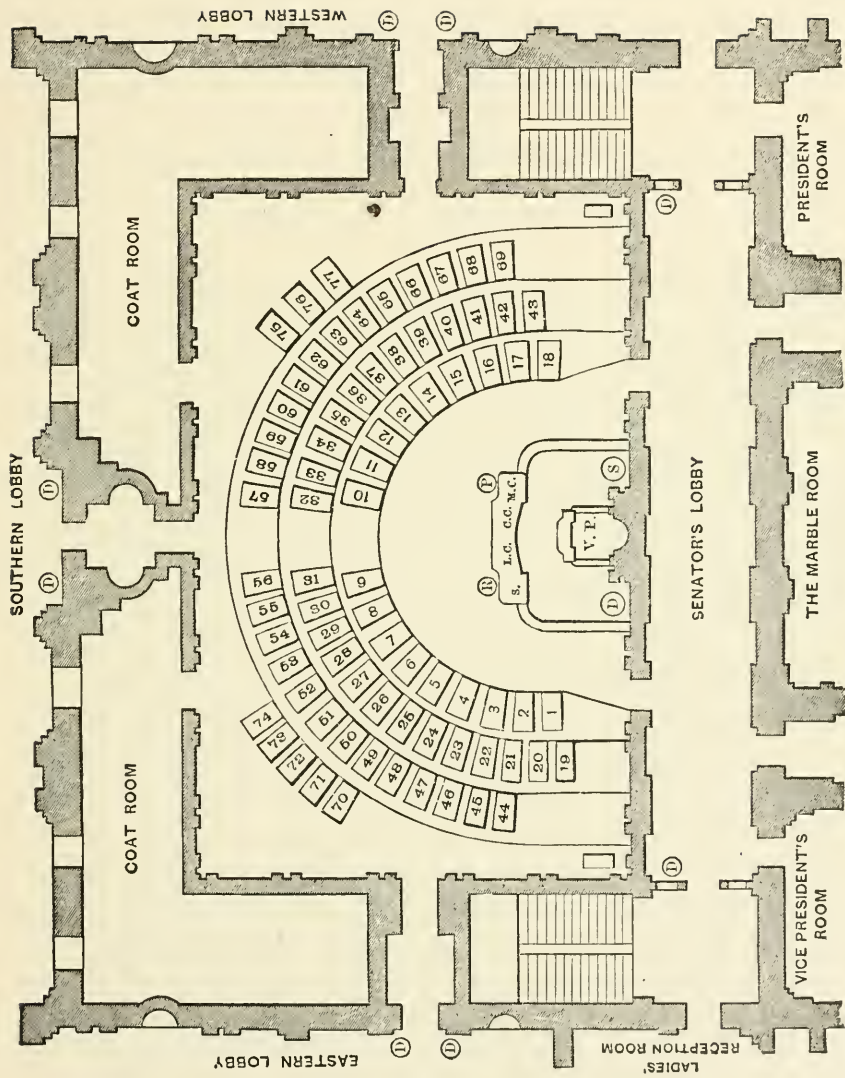 SOUTHERN LOBBY
WESTERN LOBBY
EASTERN LOBBY
COAT ROOM
COAT ROOM
D
D
D
D
D
D
70
71
72
73
74
75
76
77
44
45
46
47
48
49
50
51
52
53
54
55
56
57
58
59
60
61
62
63
64
65
66
67
68
69
19
20
21
22
23
24
25
26
27
28
29
30
31
32
33
34
35
36
37
38
39
40
41
42
43
1
2
3
4
5
6
7
8
9
10
11
12
13
14
15
16
17
18
R
P
S. L.C. C.C. M.C.
V. P.
D
S
D
D
SENATOR'S LOBBY
LADIES'
RECEPTION ROOM
VICE PRESIDENT'S
ROOM
THE MARBLE ROOM
PRESIDENT'S
ROOM